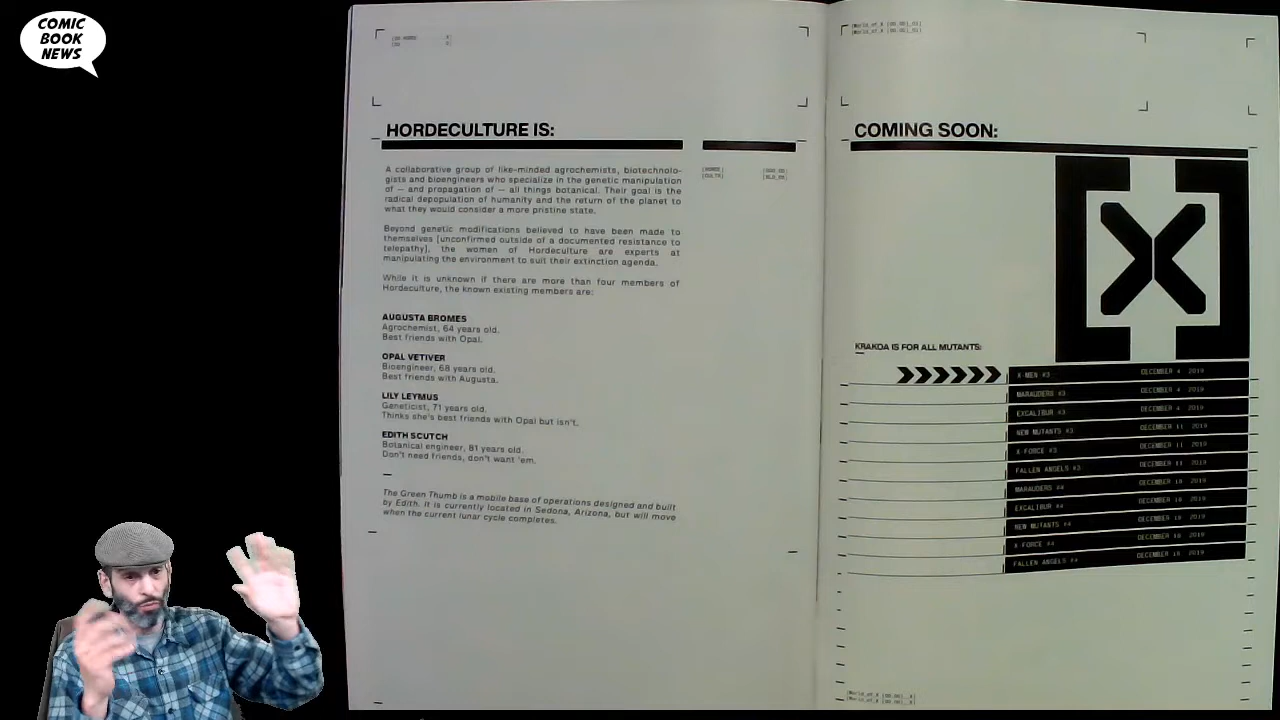 COMIC
BOOK
NEWS
HORDECULTURE IS:
A collaborative group of like-minded agrochemists, biotechnolo-
gists and bioengineers who specialize in the genetic manipulation
of — and propagation of — all things botanical. Their goal is the
radical depopulation of humanity and the return of the planet to
what they would consider a more pristine state.
Beyond genetic modifications believed to have been made to
themselves [unconfirmed outside of a documented resistance to
telepathy], the women of Hordeculture are experts at
manipulating the environment to suit their extinction agenda.
While it is unknown if there are more than four members of
Hordeculture, the known existing members are:
AUGUSTA BROMES
Agrochemist, 64 years old.
Best friends with Opal.
OPAL VETIVER
Bioengineer, 68 years old.
Best friends with Augusta.
LILY LEYMUS
Geneticist, 71 years old.
Thinks she's best friends with Opal but isn't.
EDITH SCUTCH
Botanical engineer, 81 years old.
Don't need friends, don't want 'em.
The Green Thumb is a mobile base of operations designed and built
by Edith. It is currently located in Sedona, Arizona, but will move
when the current lunar cycle completes.
COMING SOON:
X
KRAKOA IS FOR ALL MUTANTS:
X-MEN #3 DECEMBER 4 2019
MARAUDERS #3 DECEMBER 4 2019
EXCALIBUR #3 DECEMBER 4 2019
NEW MUTANTS #3 DECEMBER 11 2019
X-FORCE #3 DECEMBER 11 2019
FALLEN ANGELS #3 DECEMBER 11 2019
MARAUDERS #4 DECEMBER 18 2019
EXCALIBUR #4 DECEMBER 18 2019
NEW MUTANTS #4 DECEMBER 18 2019
X-FORCE #4 DECEMBER 18 2019
FALLEN ANGELS #4 DECEMBER 18 2019